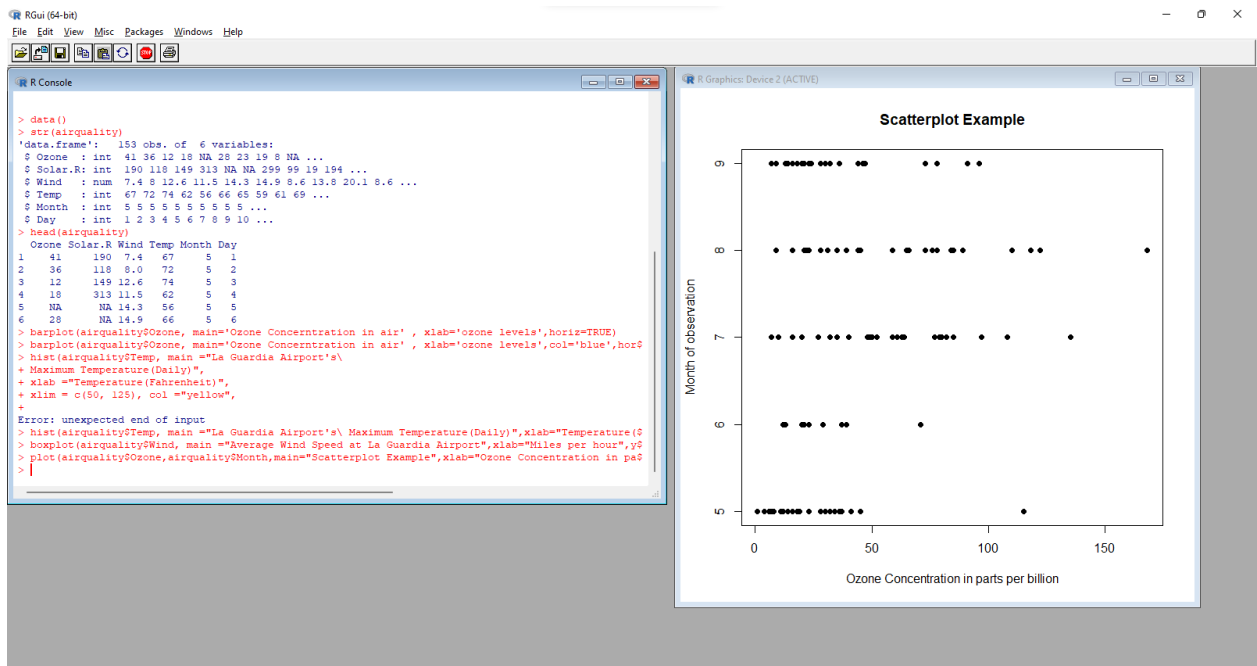 RGui (64-bit)
File Edit View Misc Packages Windows Help
STOP
R Console
> data()
> str(airquality)
'data.frame':   153 obs. of  6 variables:
 $ Ozone  : int  41 36 12 18 NA 28 23 19 8 NA ...
 $ Solar.R: int  190 118 149 313 NA NA 299 99 19 194 ...
 $ Wind   : num  7.4 8 12.6 11.5 14.3 14.9 8.6 13.8 20.1 8.6 ...
 $ Temp   : int  67 72 74 62 56 66 65 59 61 69 ...
 $ Month  : int  5 5 5 5 5 5 5 5 5 5 ...
 $ Day    : int  1 2 3 4 5 6 7 8 9 10 ...
> head(airquality)
  Ozone Solar.R Wind Temp Month Day
1    41     190  7.4   67     5   1
2    36     118  8.0   72     5   2
3    12     149 12.6   74     5   3
4    18     313 11.5   62     5   4
5    NA      NA 14.3   56     5   5
6    28      NA 14.9   66     5   6
> barplot(airquality$Ozone, main='Ozone Concerntration in air' , xlab='ozone levels',horiz=TRUE)
> barplot(airquality$Ozone, main='Ozone Concerntration in air' , xlab='ozone levels',col='blue',hor$
> hist(airquality$Temp, main ="La Guardia Airport's\
+ Maximum Temperature(Daily)",
+ xlab ="Temperature(Fahrenheit)",
+ xlim = c(50, 125), col ="yellow",
+
Error: unexpected end of input
> hist(airquality$Temp, main ="La Guardia Airport's\ Maximum Temperature(Daily)",xlab="Temperature($
> boxplot(airquality$Wind, main ="Average Wind Speed at La Guardia Airport",xlab="Miles per hour",y$
> plot(airquality$Ozone,airquality$Month,main="Scatterplot Example",xlab="Ozone Concentration in pa$
>
R Graphics: Device 2 (ACTIVE)
Scatterplot Example
Month of observation
9
8
7
6
5
0 50 100 150
Ozone Concentration in parts per billion